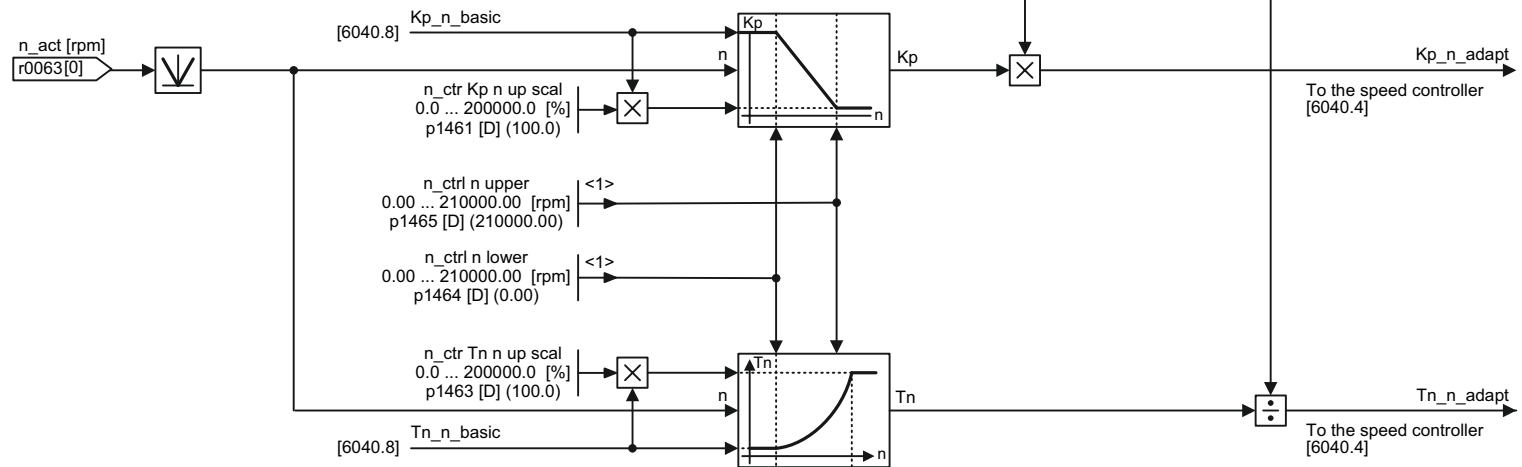 Kp_n_basic
[6040.8]
n_act [rpm]
r0063[0]
Kp
n
n
Kp
n_ctr Kp n up scal
0.0 ... 200000.0 [%]
p1461 [D] (100.0)
Kp_n_adapt
To the speed controller
[6040.4]
n_ctrl n upper
<1>
0.00 ... 210000.00 [rpm]
p1465 [D] (210000.00)
n_ctrl n lower
<1>
0.00 ... 210000.00 [rpm]
p1464 [D] (0.00)
n_ctr Tn n up scal
0.0 ... 200000.0 [%]
p1463 [D] (100.0)
Tn
n
n
Tn
Tn_n_basic
[6040.8]
Tn_n_adapt
To the speed controller
[6040.4]